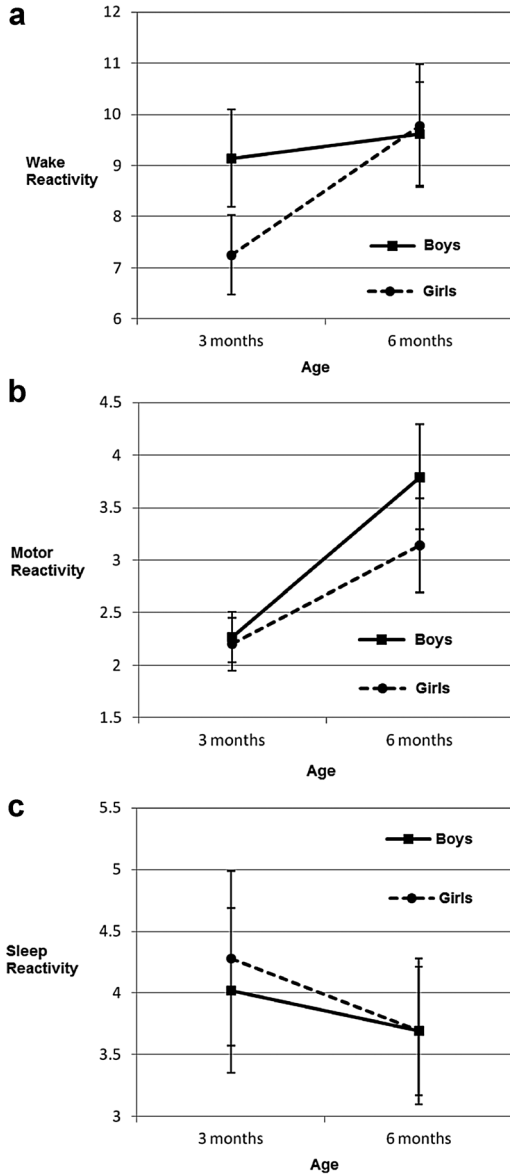 a
12
11
10
9
8
7
6
Wake
Reactivity
Boys
Girls
3 months
6 months
Age
b
4.5
4
3.5
3
2.5
2
1.5
Motor
Reactivity
Boys
Girls
3 months
6 months
Age
c
5.5
5
4.5
4
3.5
3
Sleep
Reactivity
Boys
Girls
3 months
6 months
Age